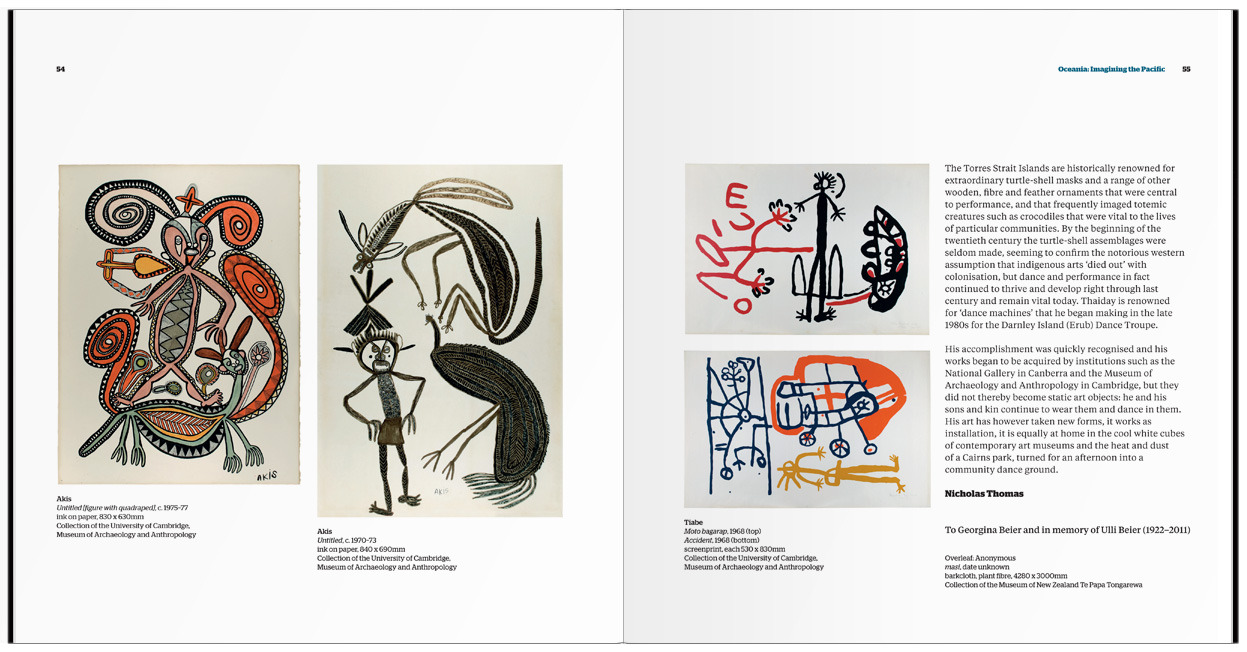 54
AKIS
Akis
Untitled [figure with quadraped], c. 1975-77
ink on paper, 830 x 630mm
Collection of the University of Cambridge,
Museum of Archaeology and Anthropology
AKIS
Akis
Untitled, c. 1970-73
ink on paper, 840 x 690mm
Collection of the University of Cambridge,
Museum of Archaeology and Anthropology
Oceania: Imagining the Pacific 55
Tiabe
Moto bagarap, 1968 (top)
Accident, 1968 (bottom)
screenprint, each 530 x 830mm
Collection of the University of Cambridge,
Museum of Archaeology and Anthropology
The Torres Strait Islands are historically renowned for
extraordinary turtle-shell masks and a range of other
wooden, fibre and feather ornaments that were central
to performance, and that frequently imaged totemic
creatures such as crocodiles that were vital to the lives
of particular communities. By the beginning of the
twentieth century the turtle-shell assemblages were
seldom made, seeming to confirm the notorious western
assumption that indigenous arts ‘died out’ with
colonisation, but dance and performance in fact
continued to thrive and develop right through last
century and remain vital today. Thaiday is renowned
for ‘dance machines’ that he began making in the late
1980s for the Darnley Island (Erub) Dance Troupe.
His accomplishment was quickly recognised and his
works began to be acquired by institutions such as the
National Gallery in Canberra and the Museum of
Archaeology and Anthropology in Cambridge, but they
did not thereby become static art objects: he and his
sons and kin continue to wear them and dance in them.
His art has however taken new forms, it works as
installation, it is equally at home in the cool white cubes
of contemporary art museums and the heat and dust
of a Cairns park, turned for an afternoon into a
community dance ground.
Nicholas Thomas
To Georgina Beier and in memory of Ulli Beier (1922–2011)
Overleaf: Anonymous
masi, date unknown
barkcloth, plant fibre, 4280 x 3000mm
Collection of the Museum of New Zealand Te Papa Tongarewa